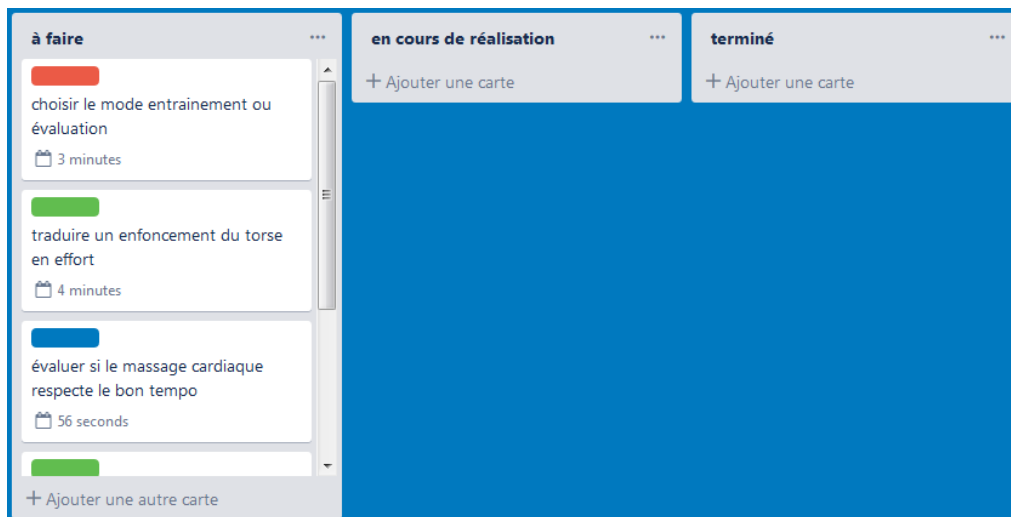 à faire
choisir le mode entrainement ou
évaluation
3 minutes
traduire un enfoncement du torse
en effort
4 minutes
évaluer si le massage cardiaque
respecte le bon tempo
56 seconds
+ Ajouter une autre carte
en cours de réalisation
+ Ajouter une carte
terminé
+ Ajouter une carte